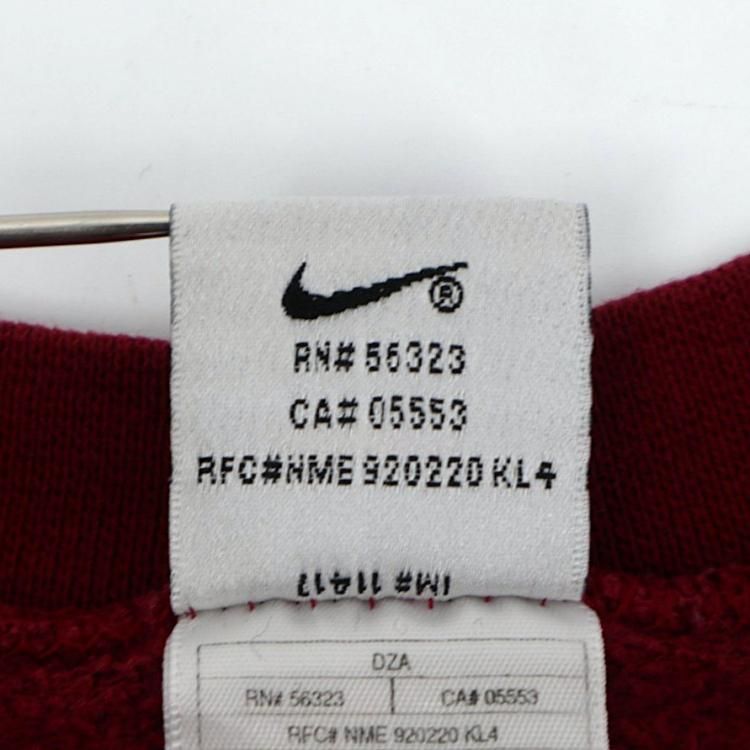 RN# 56323
CA# 05553
RFC#NME 920220 KL4
IM# 11417
DZA
RN# 56323
CA# 05553
RFC# NME 920220 KL4